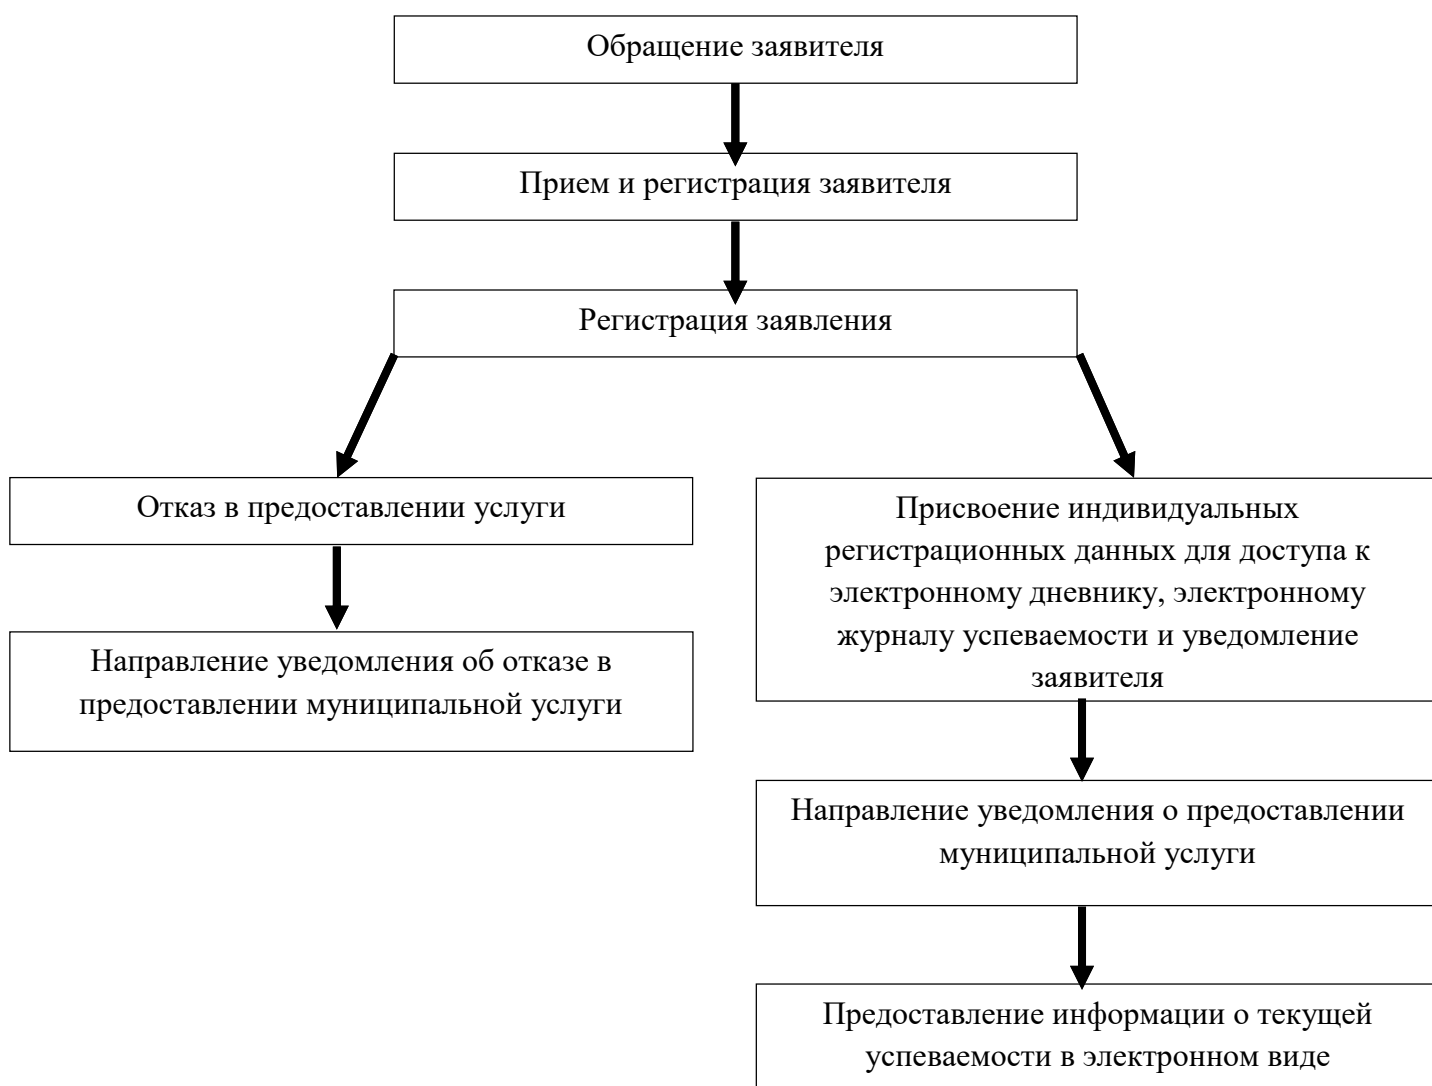 Обращение заявителя
Прием и регистрация заявителя
Регистрация заявления
Отказ в предоставлении услуги
Направление уведомления об отказе в
предоставлении муниципальной услуги
Присвоение индивидуальных
регистрационных данных для доступа к
электронному дневнику, электронному
журналу успеваемости и уведомление
заявителя
Направление уведомления о предоставлении
муниципальной услуги
Предоставление информации о текущей
успеваемости в электронном виде